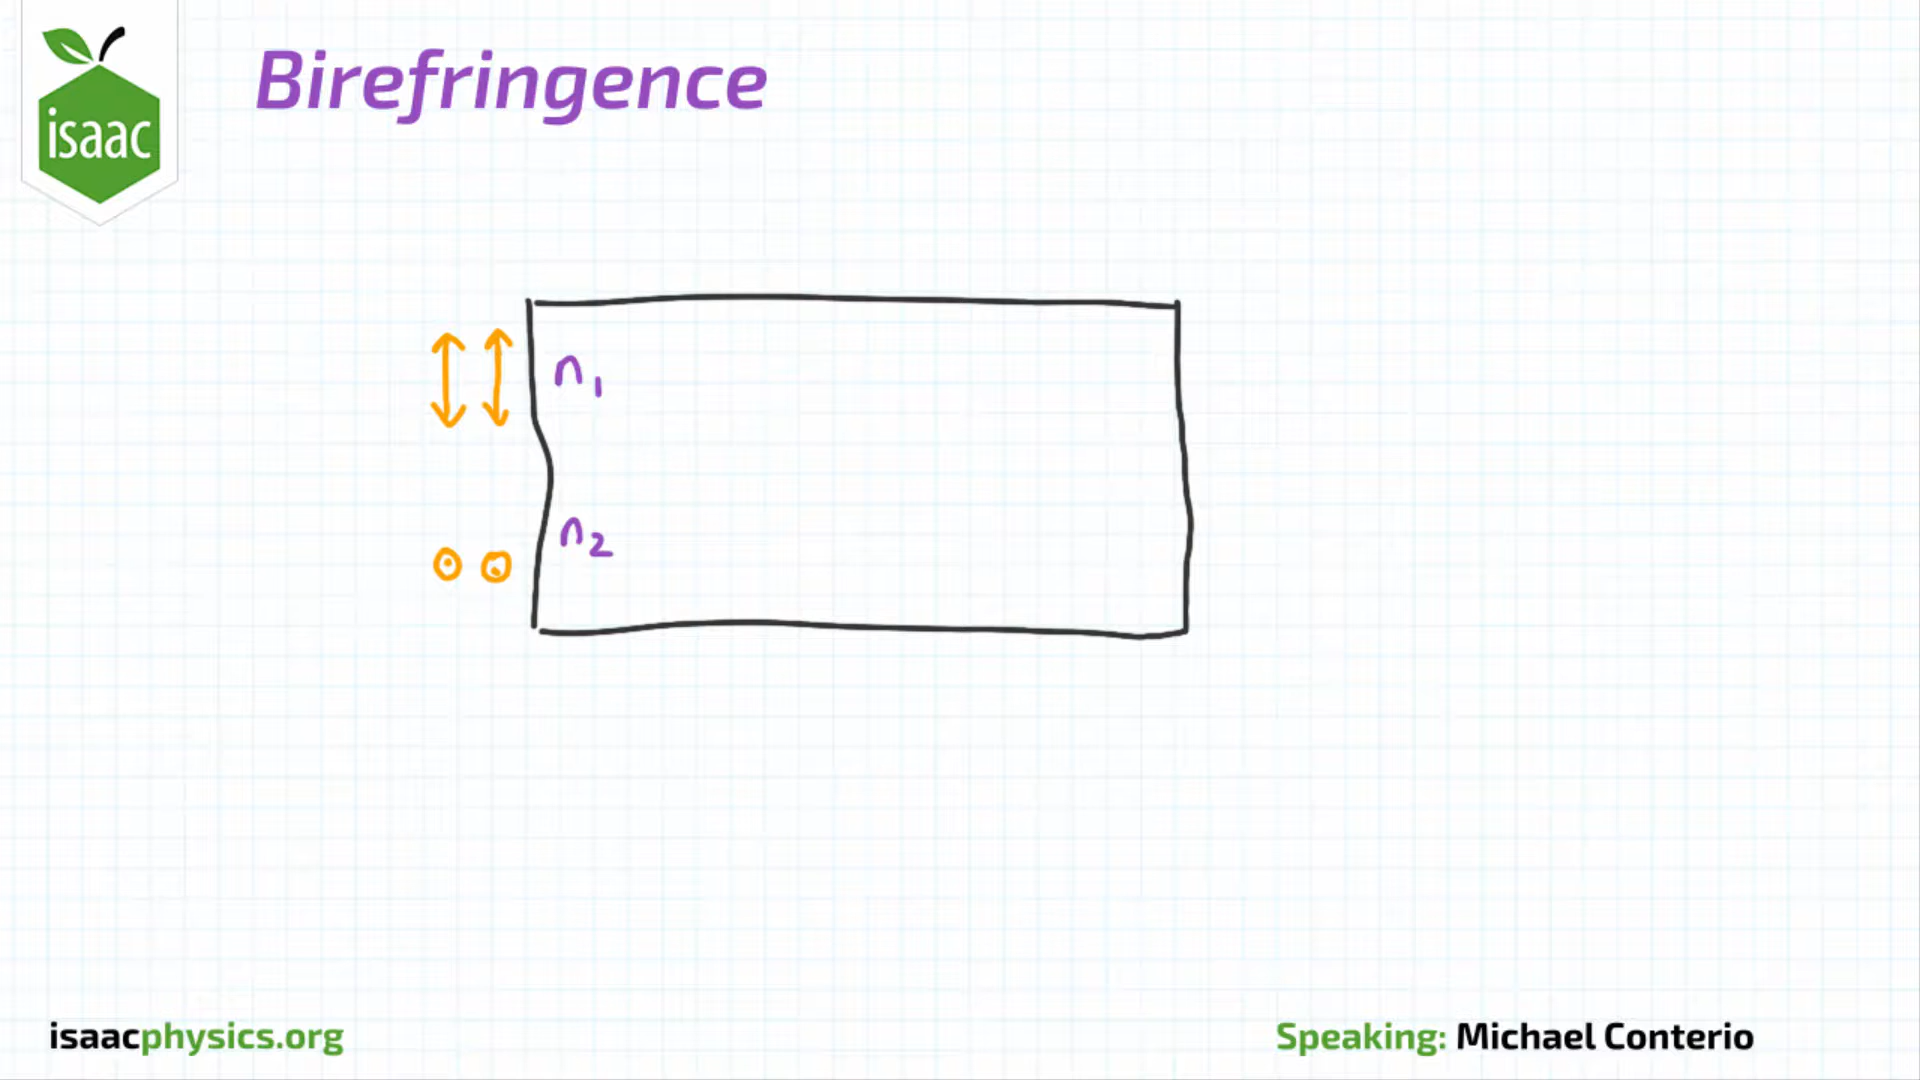 isaac
Birefringence
n₁
n₂
isaacphysics.org
Speaking: Michael Conterio